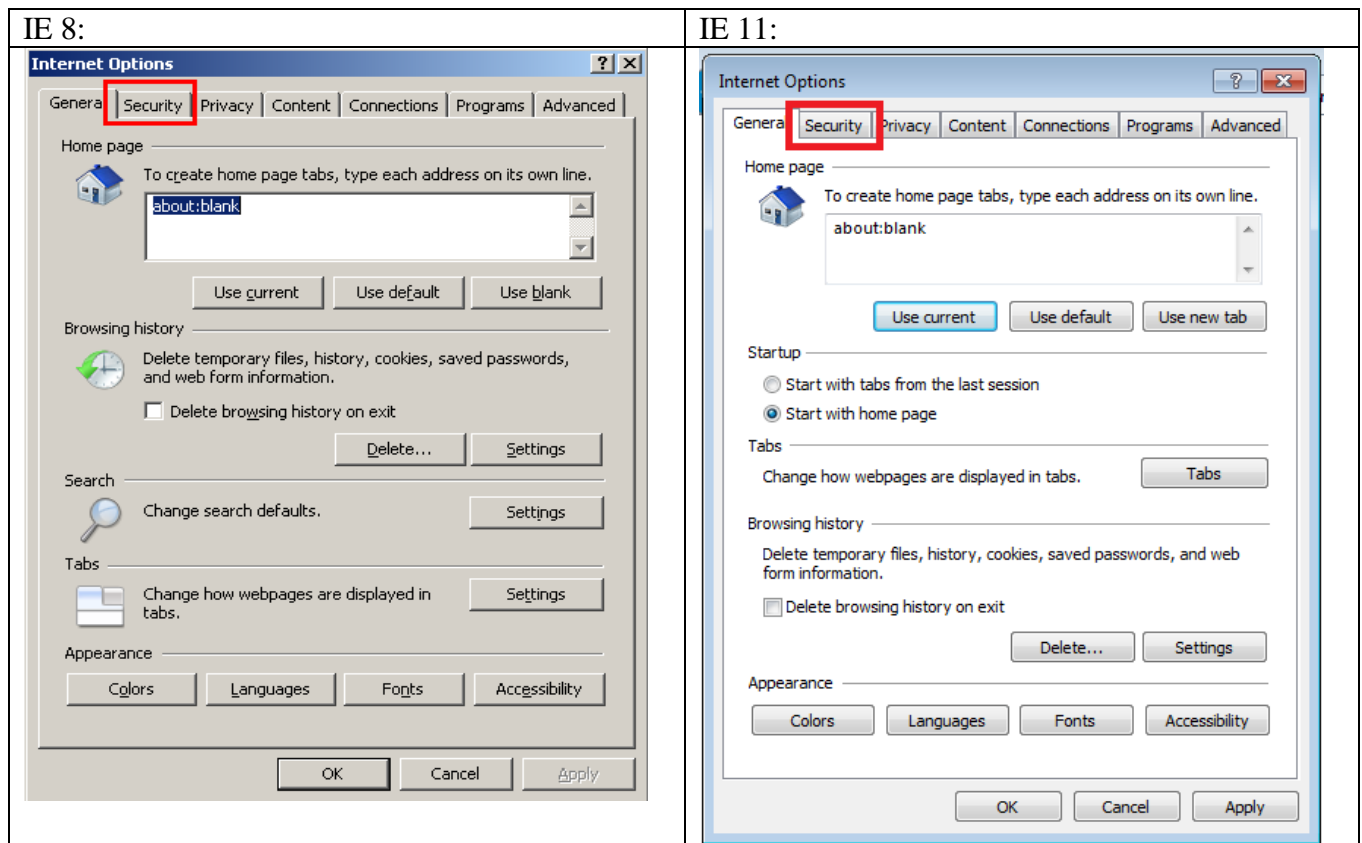 IE 8:
Internet Options
General Security Privacy Content Connections Programs Advanced
Home page
To create home page tabs, type each address on its own line.
about:blank
Use current Use default Use blank
Browsing history
Delete temporary files, history, cookies, saved passwords,
and web form information.
Delete browsing history on exit
Delete... Settings
Search
Change search defaults.
Settings
Tabs
Change how webpages are displayed in
tabs.
Settings
Appearance
Colors Languages Fonts Accessibility
OK Cancel Apply
IE 11:
Internet Options
General Security Privacy Content Connections Programs Advanced
Home page
To create home page tabs, type each address on its own line.
about:blank
Use current Use default Use new tab
Startup
Start with tabs from the last session
Start with home page
Tabs
Change how webpages are displayed in tabs. Tabs
Browsing history
Delete temporary files, history, cookies, saved passwords, and web
form information.
Delete browsing history on exit
Delete... Settings
Appearance
Colors Languages Fonts Accessibility
OK Cancel Apply